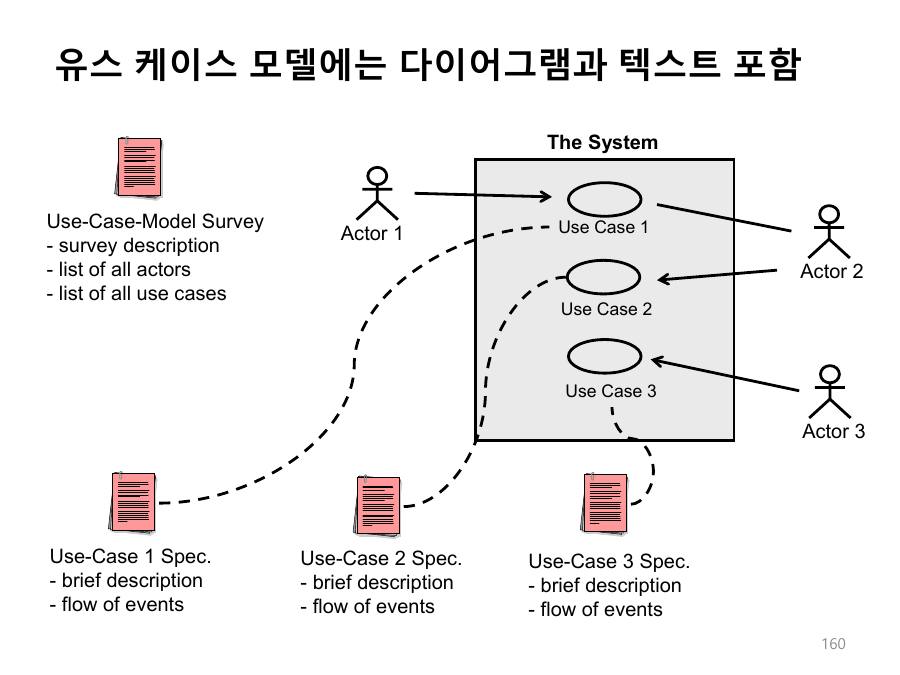 유스 케이스 모델에는 다이어그램과 텍스트 포함
The System
Use-Case-Model Survey
- survey description
- list of all actors
- list of all use cases
Actor 1
Use Case 1
Actor 2
Use Case 2
Use Case 3
Actor 3
Use-Case 1 Spec.
- brief description
- flow of events
Use-Case 2 Spec.
- brief description
- flow of events
Use-Case 3 Spec.
- brief description
- flow of events
160